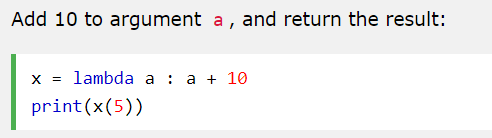 Add 10 to argument a , and return the result:
x = lambda a : a + 10
print(x(5))